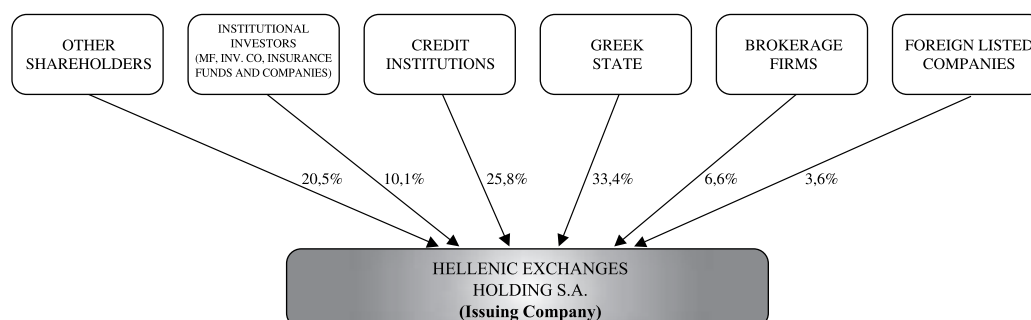 OTHER
SHAREHOLDERS
INSTITUTIONAL
INVESTORS
(MF, INV. CO, INSURANCE
FUNDS AND COMPANIES)
CREDIT
INSTITUTIONS
GREEK
STATE
BROKERAGE
FIRMS
FOREIGN LISTED
COMPANIES
20,5%
10,1%
25,8%
33,4%
6,6%
3,6%
HELLENIC EXCHANGES
HOLDING S.A.
(Issuing Company)